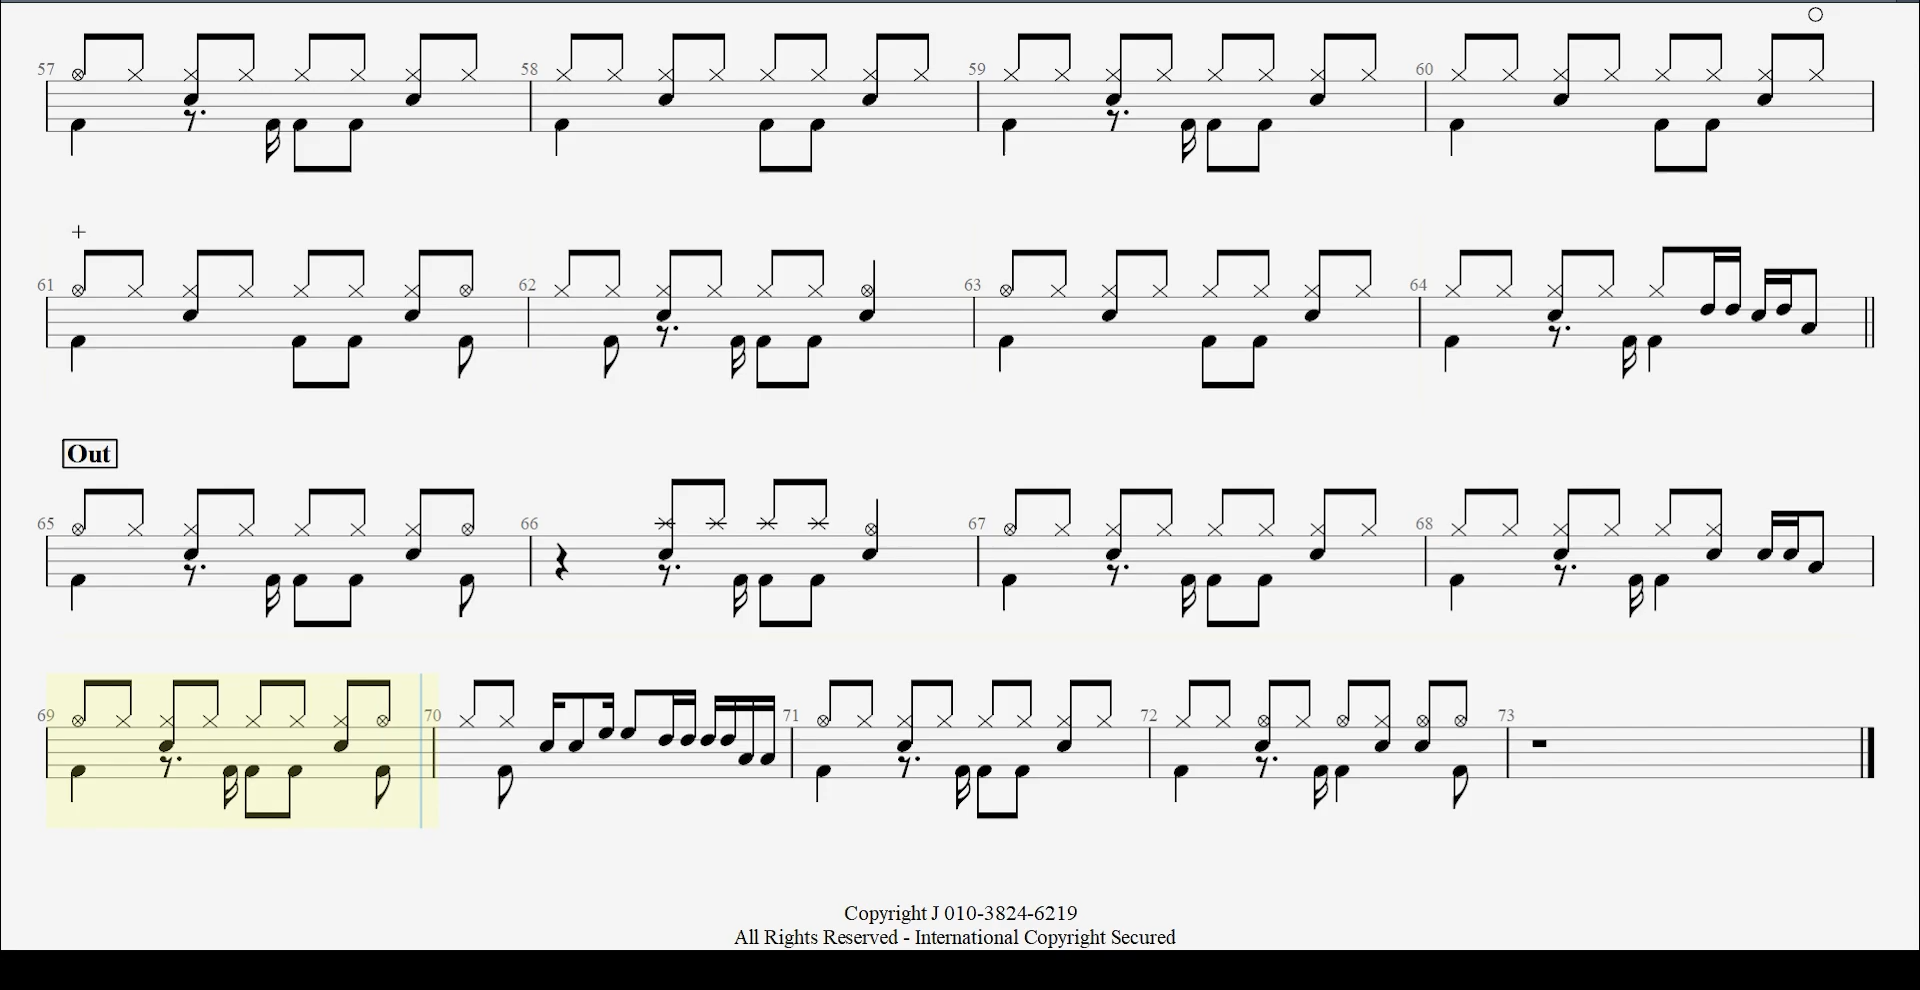 57 58 59 60
61 62 63 64
Out
65 66 67 68
69 70 71 72 73
Copyright J 010-3824-6219
All Rights Reserved - International Copyright Secured